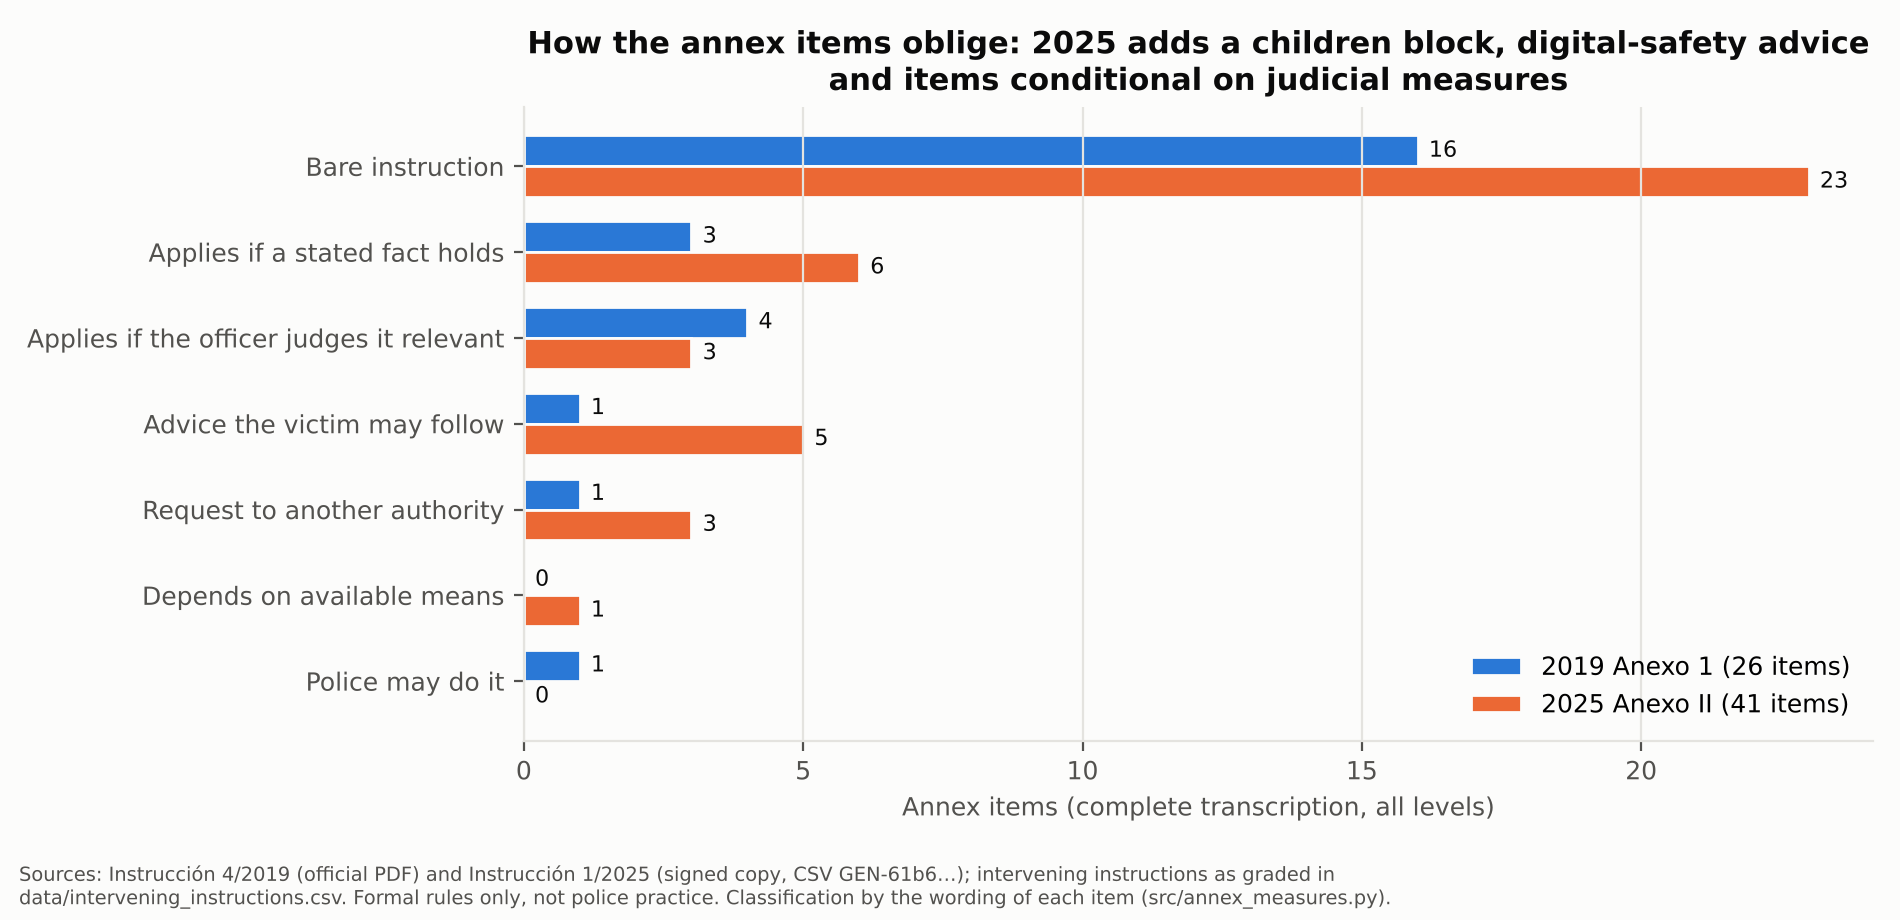 How the annex items oblige: 2025 adds a children block, digital-safety advice
and items conditional on judicial measures
Bare instruction
16
23
Applies if a stated fact holds
3
6
Applies if the officer judges it relevant
4
3
Advice the victim may follow
1
5
Request to another authority
1
3
Depends on available means
0
1
Police may do it
1
0
2019 Anexo 1 (26 items)
2025 Anexo II (41 items)
0 5 10 15 20
Annex items (complete transcription, all levels)
Sources: Instrucción 4/2019 (official PDF) and Instrucción 1/2025 (signed copy, CSV GEN-61b6...); intervening instructions as graded in
data/intervening_instructions.csv. Formal rules only, not police practice. Classification by the wording of each item (src/annex_measures.py).